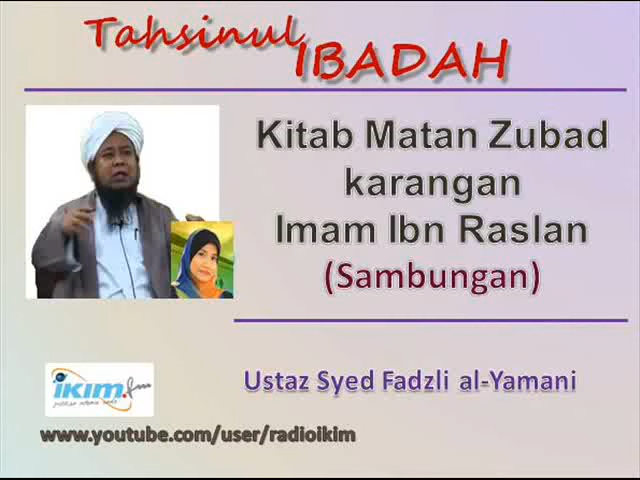 Tahsinul
IBADAH
Kitab Matan Zubad
karangan
Imam Ibn Raslan
(Sambungan)
ikim.fm
Ustaz Syed Fadzli al-Yamani
www.youtube.com/user/radioikim